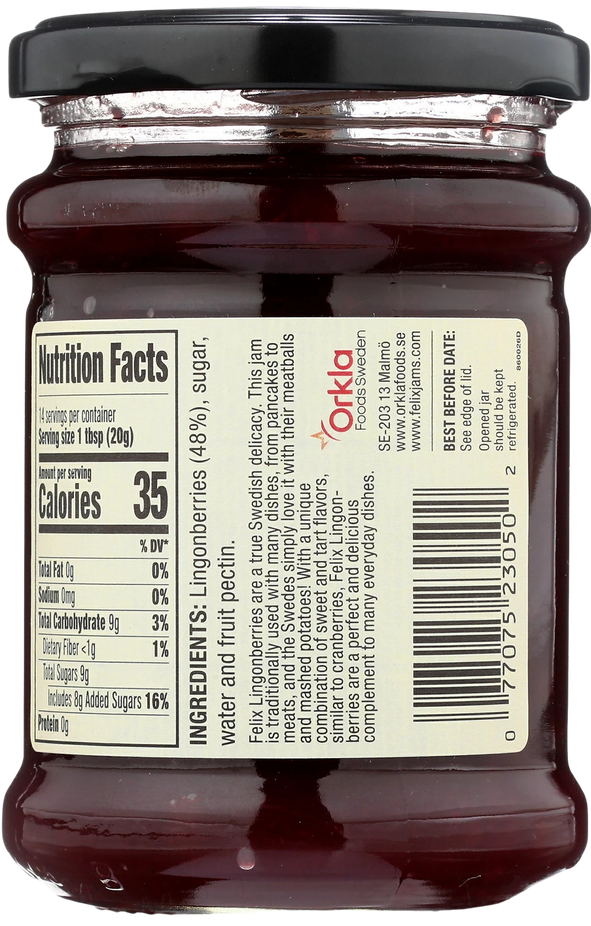 Nutrition Facts
14 servings per container
Serving size 1 tbsp (20g)
Amount per serving
Calories 35
% DV*
Total Fat 0g 0%
Sodium 0mg 0%
Total Carbohydrate 9g 3%
Dietary Fiber <1g 1%
Total Sugars 9g
Includes 8g Added Sugars 16%
Protein 0g
INGREDIENTS: Lingonberries (48%), sugar,
water and fruit pectin.
Felix Lingonberries are a true Swedish delicacy. This jam
is traditionally used with many dishes, from pancakes to
meats, and the Swedes simply love it with their meatballs
and mashed potatoes! With a unique
combination of sweet and tart flavors,
similar to cranberries, Felix Lingon-
berries are a perfect and delicious
complement to many everyday dishes.
Orkla
Foods Sweden
SE-203 13 Malmö
www.orklafoods.se
www.felixjams.com
BEST BEFORE DATE:
See edge of lid.
Opened jar
should be kept
refrigerated.
860026D
0 77075 23050 2